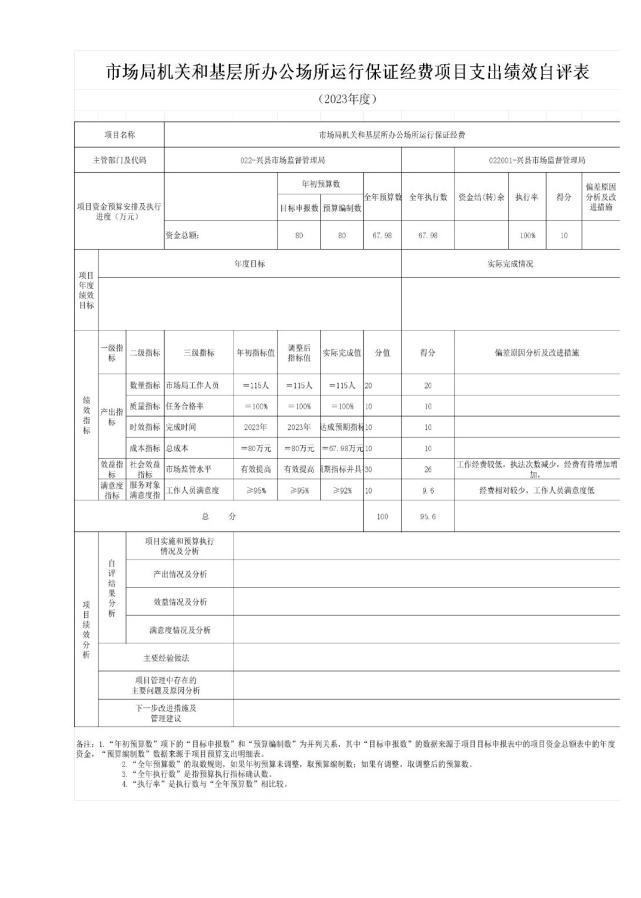 市场局机关和基层所办公场所运行保证经费项目支出绩效自评表
（2023年度）
项目名称 市场局机关和基层所办公场所运行保证经费
主管部门及代码 022-兴县市场监督管理局 022001-兴县市场监督管理局
项目资金预算安排及执行进度（万元） 年初预算数 全年预算数 全年执行数 资金结(转)余 执行率 得分 偏差原因分析及改进措施
目标申报数 预算编制数
资金总额: 80 80 67.98 67.98 100% 10
项目年度绩效目标 年度目标 实际完成情况
绩效指标 一级指标 二级指标 三级指标 年初指标值 调整后指标值 实际完成值 分值 得分 偏差原因分析及改进措施
产出指标 数量指标 市场局工作人员 ＝115人 ＝115人 ＝115人 20 20
质量指标 任务合格率 ＝100% ＝100% ＝100% 10 10
时效指标 完成时间 2023年 2023年 达成预期指标 10 10
成本指标 总成本 ＝80万元 ＝80万元 ＝67.98万元 10 10
效益指标 社会效益指标 市场监管水平 有效提高 有效提高 期指标并具 30 26 工作经费较低，执法次数减少，经费有待增加增加。
满意度指标 服务对象满意度指 工作人员满意度 ≥95% ≥95% ≥92% 10 9.6 经费相对较少，工作人员满意度低
总 分 100 95.6
项目绩效分析 自评结果分析 项目实施和预算执行情况及分析
产出情况及分析
效益情况及分析
满意度情况及分析
主要经验做法
项目管理中存在的主要问题及原因分析
下一步改进措施及管理建议
备注：1.“年初预算数”项下的“目标申报数”和“预算编制数”为并列关系，其中“目标申报数”的数据来源于项目目标申报表中的项目资金总额表中的年度
资金，“预算编制数”数据来源于项目预算支出明细表。
2.“全年预算数”的取数规则，如果年初预算未调整，取预算编制数；如果有调整，取调整后的预算数。
3.“全年执行数”是指预算执行指标确认数。
4.“执行率”是执行数与“全年预算数”相比较。